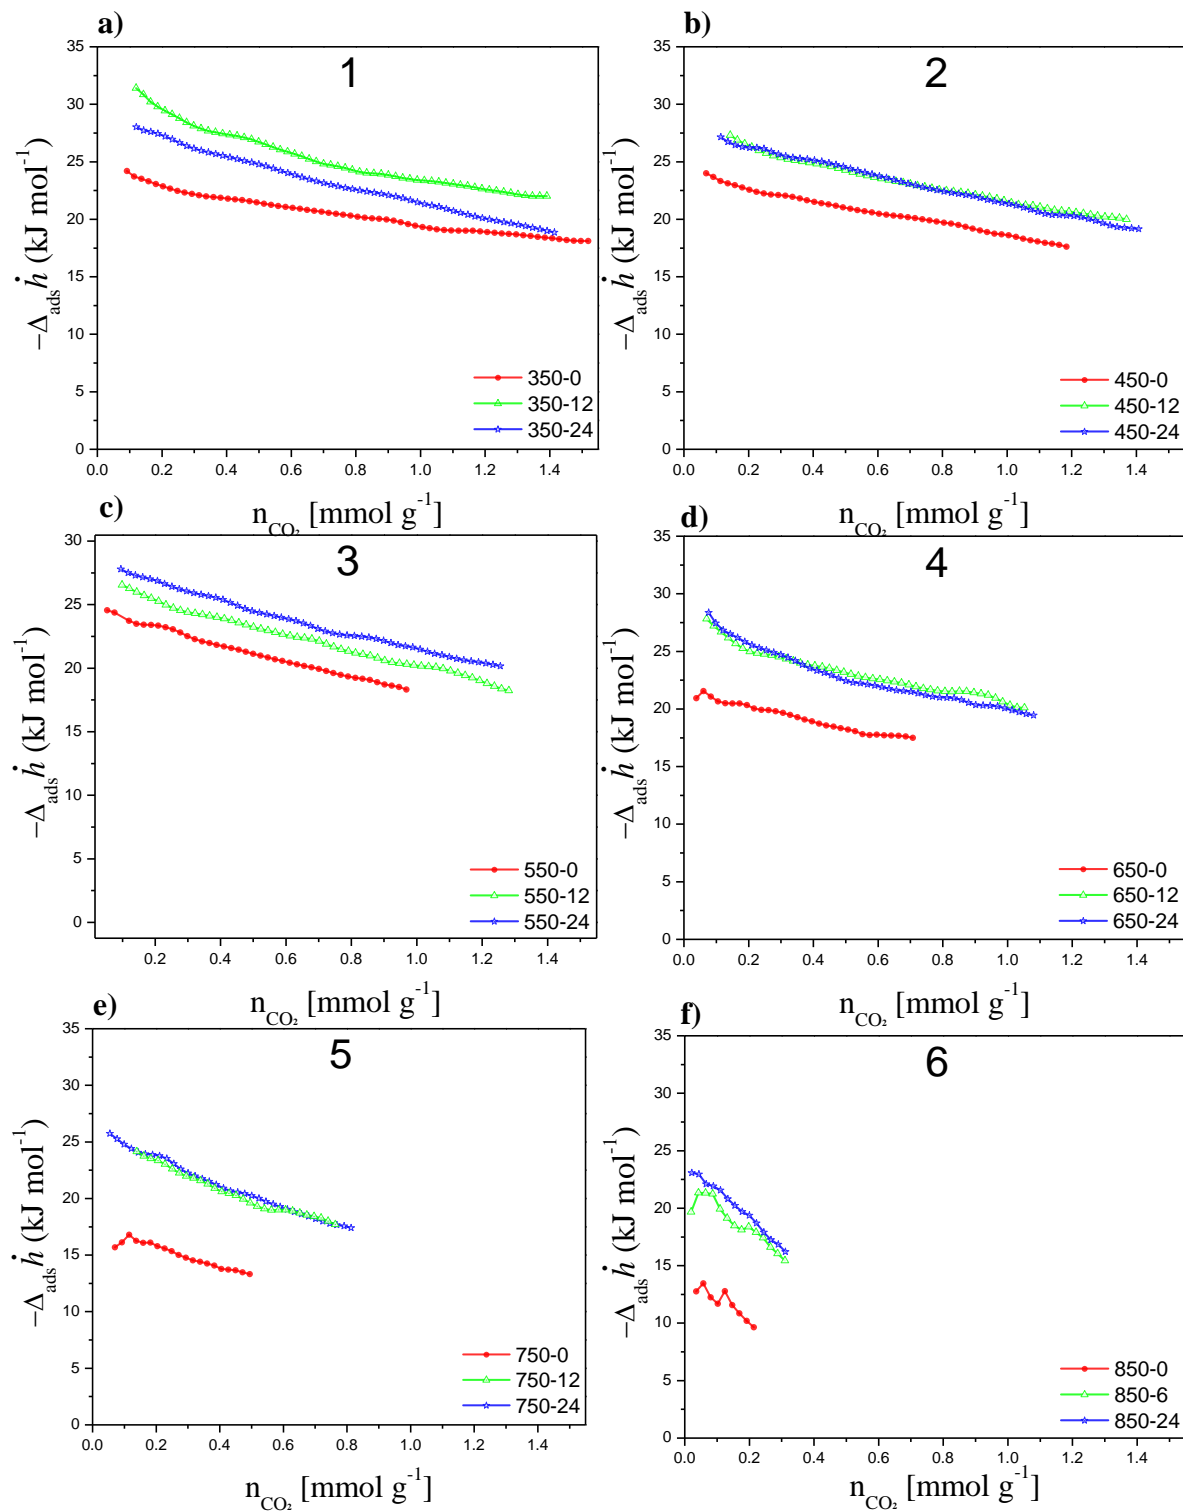 a)
1
35
30
25
20
15
10
5
0
−Δads ḣ (kJ mol-1)
350-0
350-12
350-24
0.0 0.2 0.4 0.6 0.8 1.0 1.2 1.4
nCO₂ [mmol g-1]
b)
2
35
30
25
20
15
10
5
0
−Δads ḣ (kJ mol-1)
450-0
450-12
450-24
0.0 0.2 0.4 0.6 0.8 1.0 1.2 1.4
nCO₂ [mmol g-1]
c)
3
30
25
20
15
10
5
0
−Δads ḣ (kJ mol-1)
550-0
550-12
550-24
0.2 0.4 0.6 0.8 1.0 1.2 1.4
nCO₂ [mmol g-1]
d)
4
35
30
25
20
15
10
5
0
−Δads ḣ (kJ mol-1)
650-0
650-12
650-24
0.0 0.2 0.4 0.6 0.8 1.0 1.2 1.4
nCO₂ [mmol g-1]
e)
5
35
30
25
20
15
10
5
0
−Δads ḣ (kJ mol-1)
750-0
750-12
750-24
0.0 0.2 0.4 0.6 0.8 1.0 1.2 1.4
nCO₂ [mmol g-1]
f)
6
35
30
25
20
15
10
5
0
−Δads ḣ (kJ mol-1)
850-0
850-6
850-24
0.0 0.2 0.4 0.6 0.8 1.0 1.2 1.4
nCO₂ [mmol g-1]